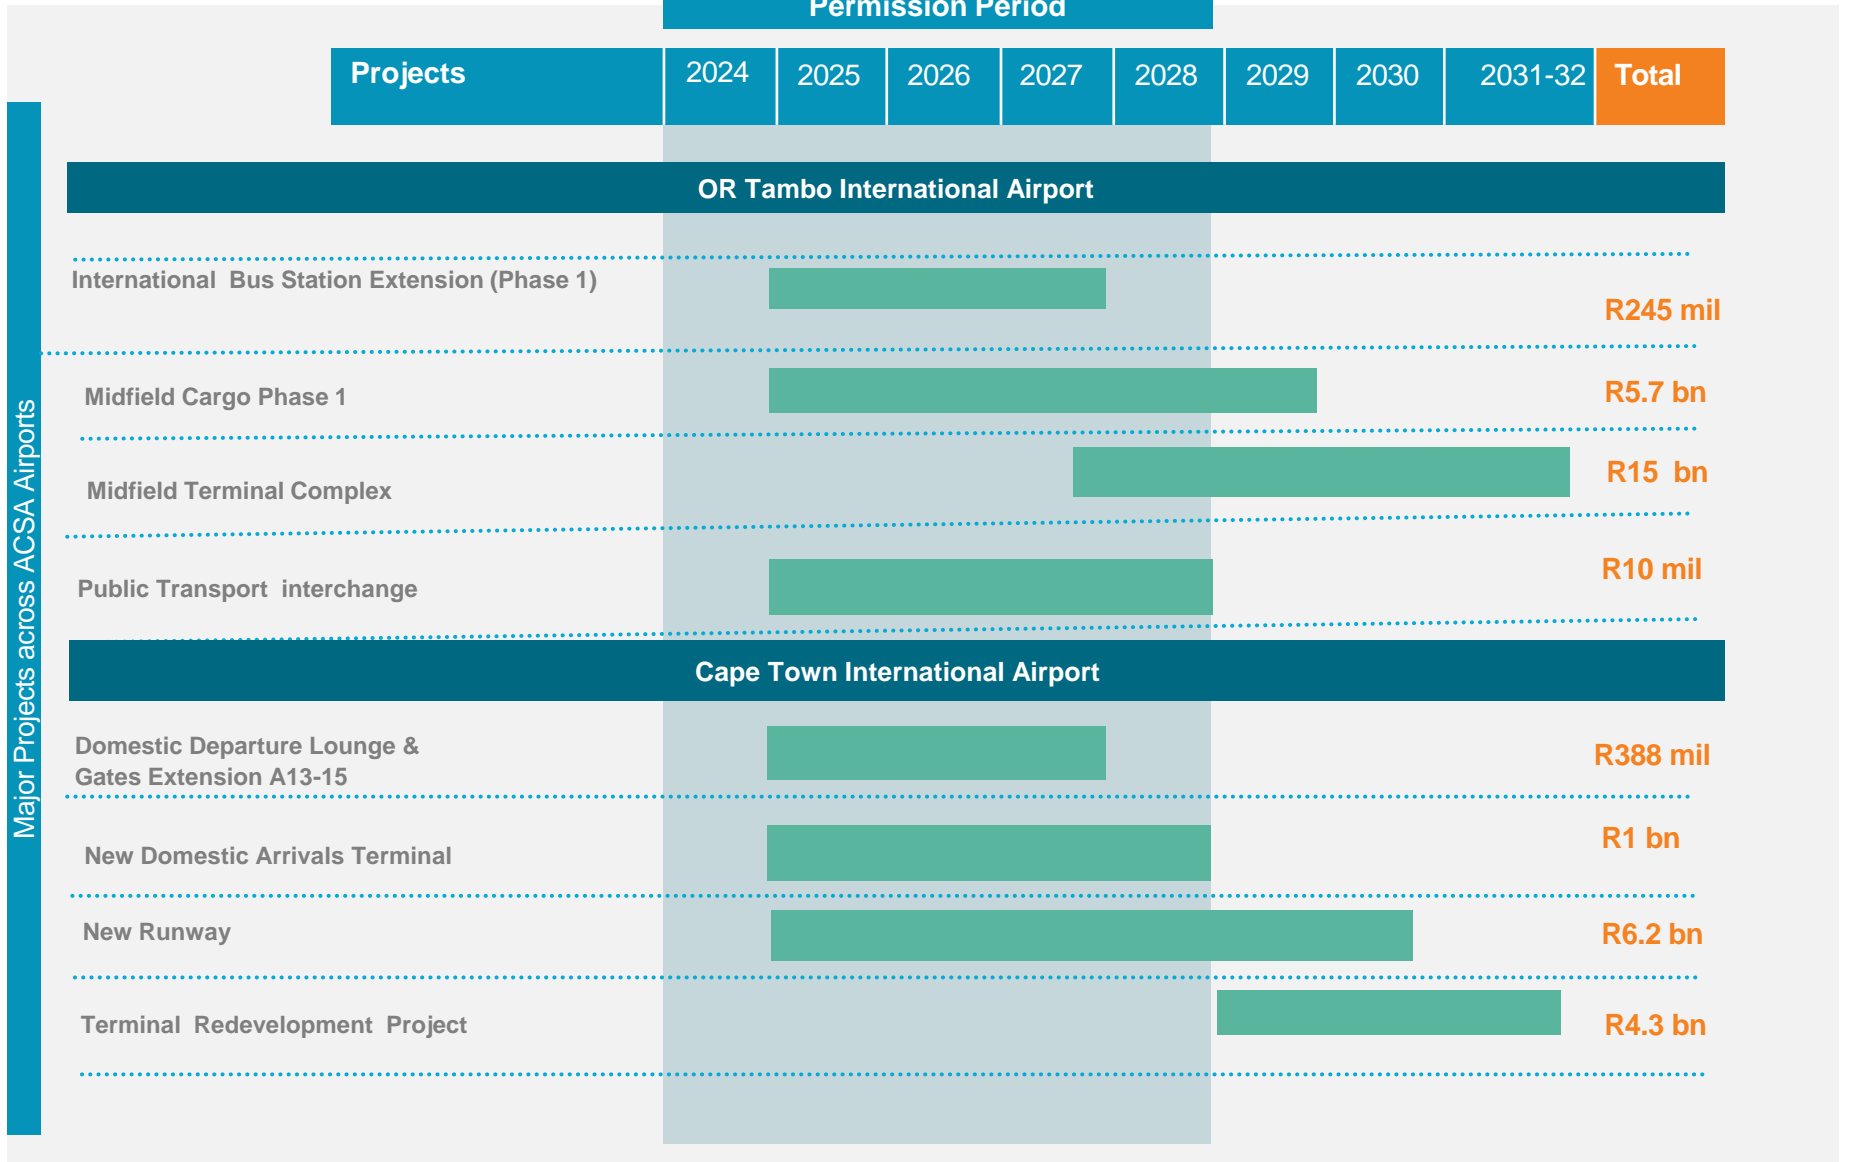 Permission Period
Projects 2024 2025 2026 2027 2028 2029 2030 2031-32 Total
Major Projects across ACSA Airports
OR Tambo International Airport
International Bus Station Extension (Phase 1)
R245 mil
Midfield Cargo Phase 1 R5.7 bn
Midfield Terminal Complex R15 bn
Public Transport interchange R10 mil
Cape Town International Airport
Domestic Departure Lounge &
Gates Extension A13-15
R388 mil
New Domestic Arrivals Terminal R1 bn
New Runway R6.2 bn
Terminal Redevelopment Project R4.3 bn